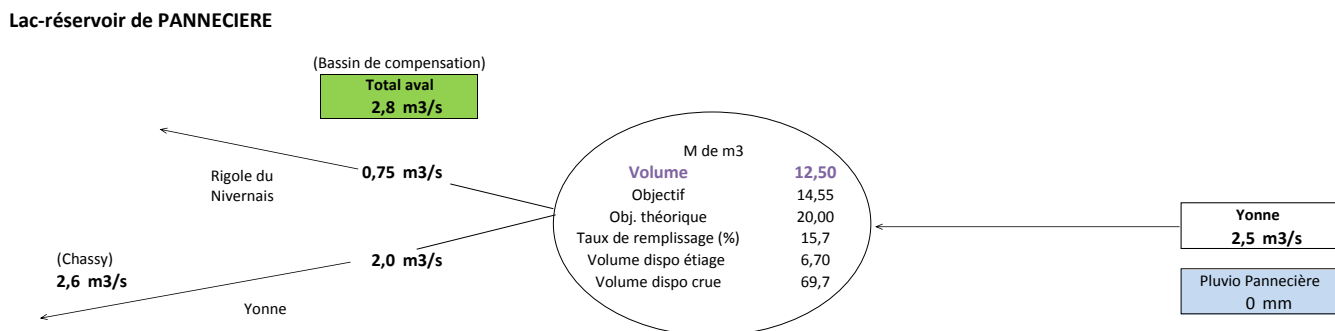 Lac-réservoir de PANNECIERE
(Bassin de compensation)
Total aval
2,8 m3/s
Rigole du
Nivernais
0,75 m3/s
M de m3
Volume 12,50
Objectif 14,55
Obj. théorique 20,00
Taux de remplissage (%) 15,7
Volume dispo étiage 6,70
Volume dispo crue 69,7
Yonne
2,5 m3/s
(Chassy)
2,6 m3/s
2,0 m3/s
Yonne
Pluvio Pannecière
0 mm